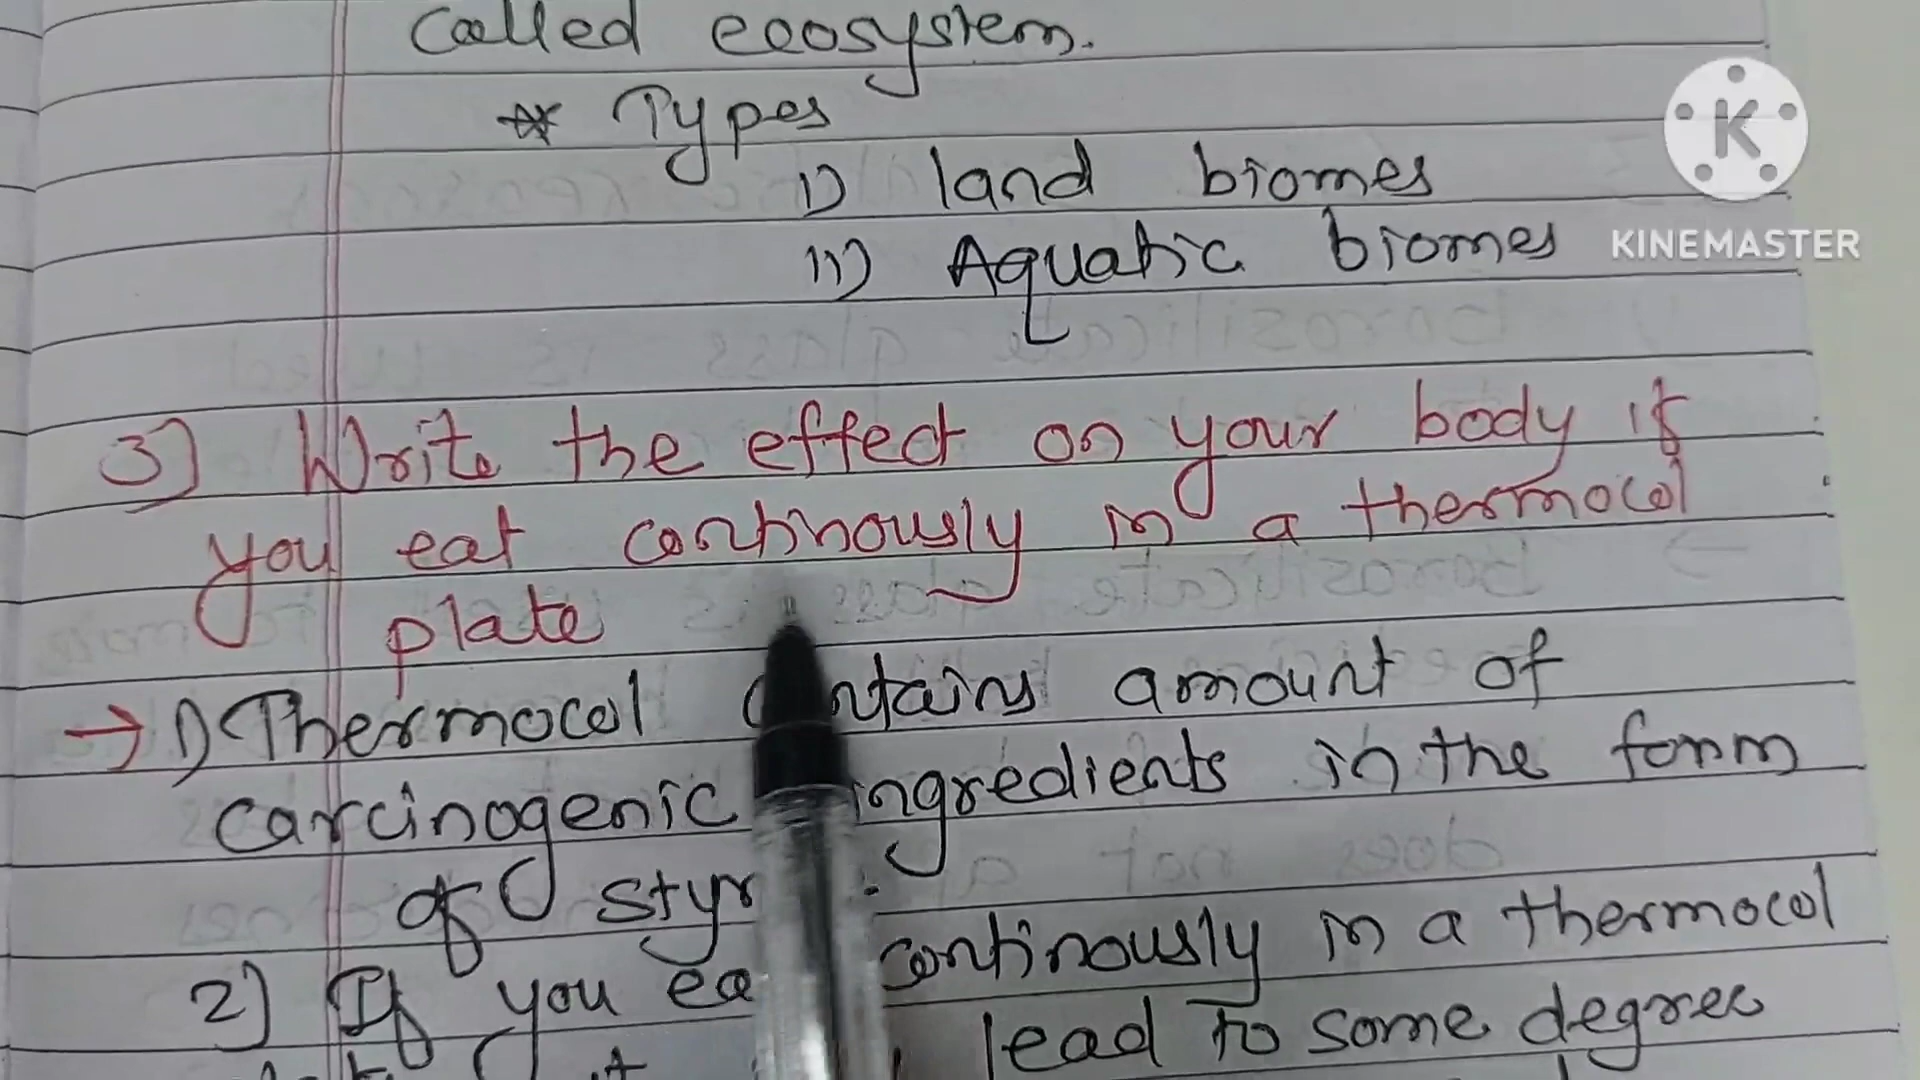 called ecosystem.
* Types
i) land biomes
ii) Aquatic biomes
KINEMASTER
3) Write the effect on your body if
you eat continously in a thermocol
plate
→ 1) Thermocol contains amount of
carcinogenic ingredients in the form
of
2) If you continously in a thermocol
lead to some degree